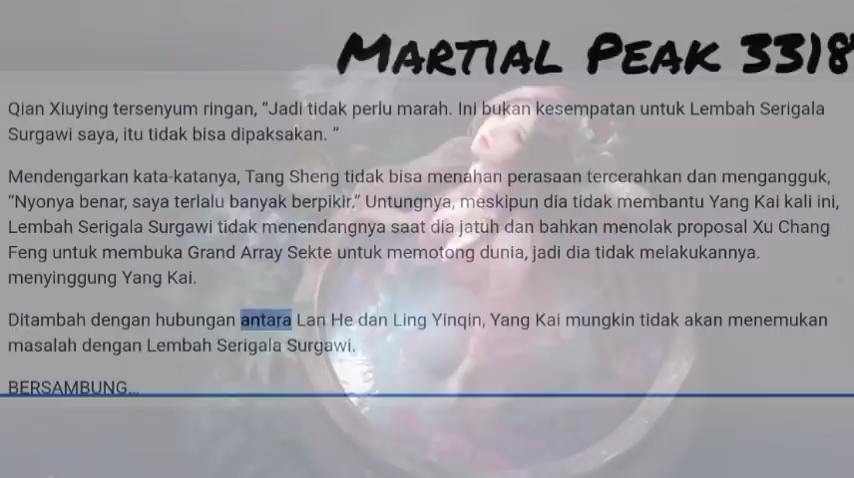 MARTIAL PEAK 3318
Qian Xiuying tersenyum ringan, “Jadi tidak perlu marah. Ini bukan kesempatan untuk Lembah Serigala
Surgawi saya, itu tidak bisa dipaksakan. ”
Mendengarkan kata-katanya, Tang Sheng tidak bisa menahan perasaan tercerahkan dan mengangguk,
“Nyonya benar, saya terlalu banyak berpikir.” Untungnya, meskipun dia tidak membantu Yang Kai kali ini,
Lembah Serigala Surgawi tidak menendangnya saat dia jatuh dan bahkan menolak proposal Xu Chang
Feng untuk membuka Grand Array Sekte untuk memotong dunia, jadi dia tidak melakukannya.
menyinggung Yang Kai.
Ditambah dengan hubungan antara Lan He dan Ling Yinqin, Yang Kai mungkin tidak akan menemukan
masalah dengan Lembah Serigala Surgawi.
BERSAMBUNG...